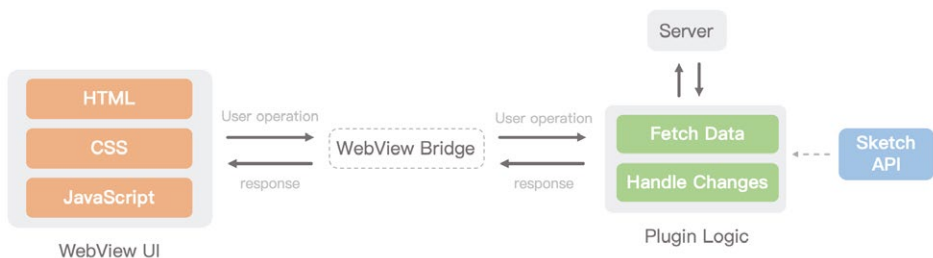 Server
HTML
CSS
JavaScript
WebView UI
User operation
response
WebView Bridge
User operation
response
Fetch Data
Handle Changes
Plugin Logic
Sketch
API